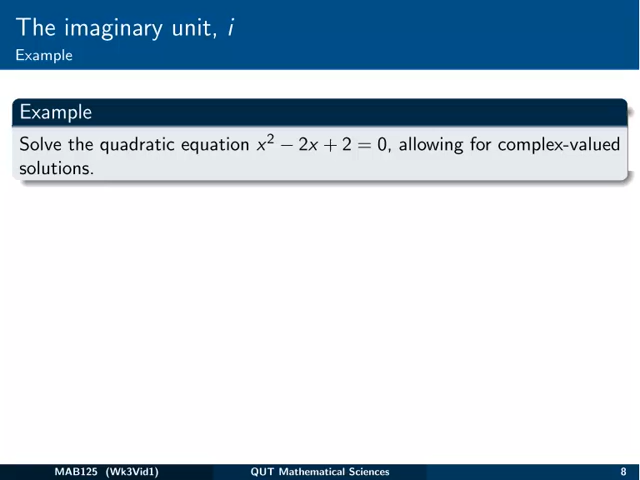 The imaginary unit, i
Example
Example
Solve the quadratic equation x² − 2x + 2 = 0, allowing for complex-valued
solutions.
MAB125 (Wk3Vid1) QUT Mathematical Sciences 8